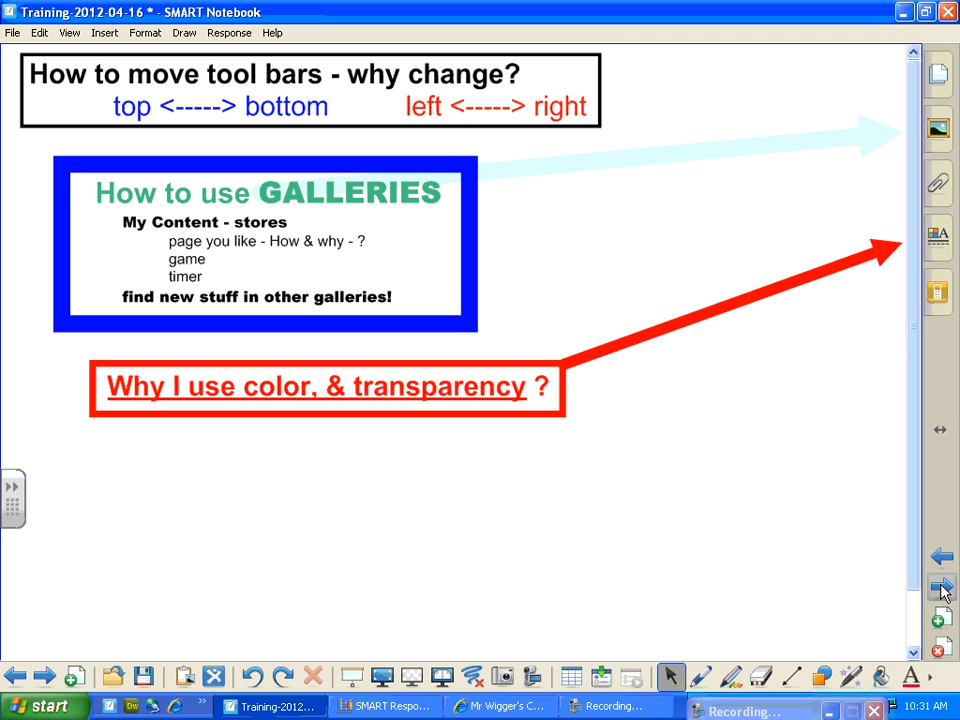 Training-2012-04-16 * - SMART Notebook
File Edit View Insert Format Draw Response Help
How to move tool bars - why change?
top <-----> bottom left <-----> right
How to use GALLERIES
My Content - stores
page you like - How & why - ?
game
timer
find new stuff in other galleries!
Why I use color, & transparency ?
start Training-2012... SMART Respo... Mr Wigger's C... Recording... Recording... 10:31 AM